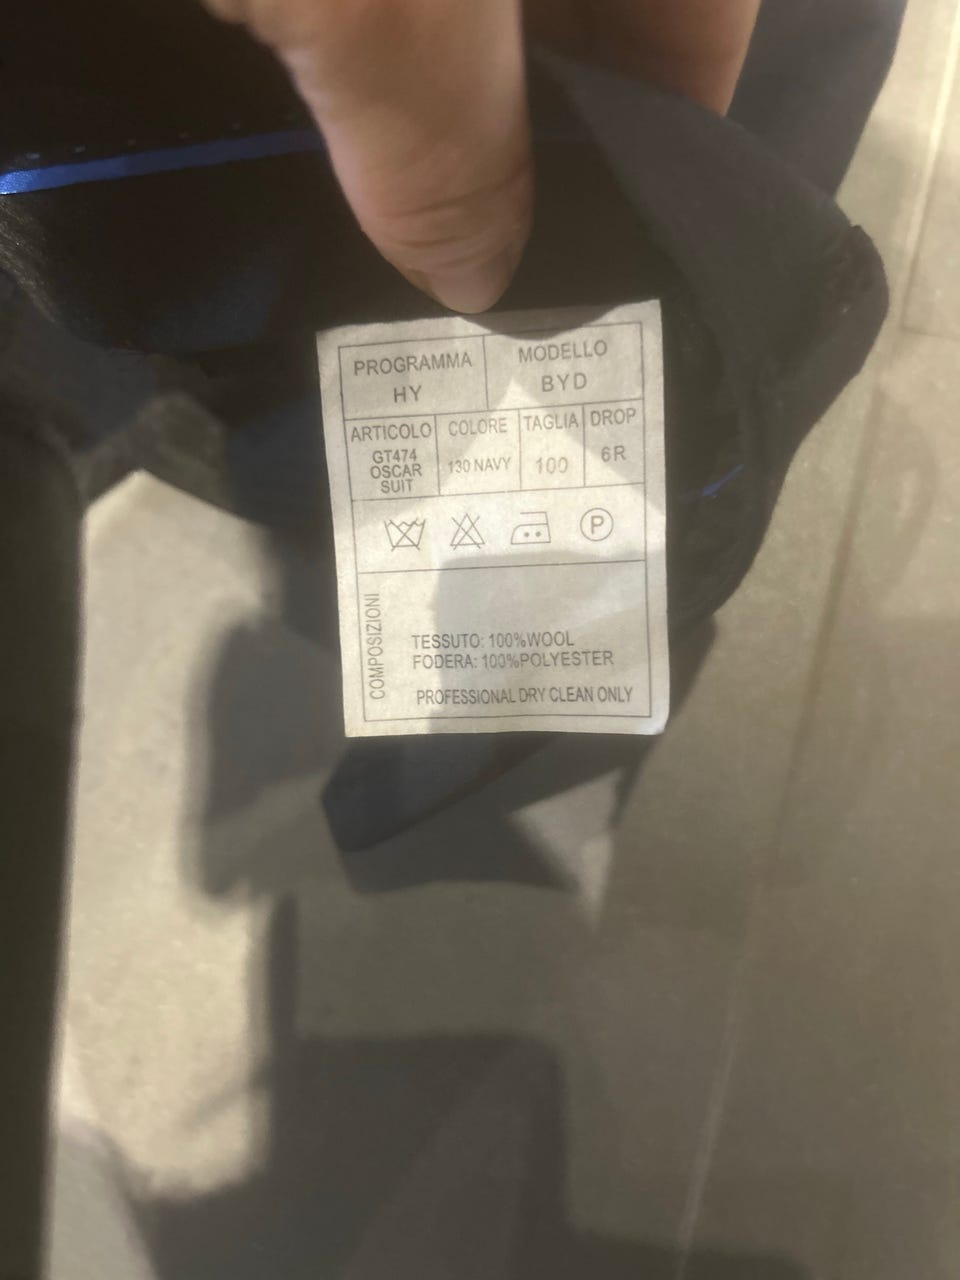 PROGRAMMA
HY
MODELLO
BYD
ARTICOLO
GT474
OSCAR
SUIT
COLORE
130 NAVY
TAGLIA
100
DROP
6R
P
COMPOSIZIONI
TESSUTO: 100%WOOL
FODERA: 100%POLYESTER
PROFESSIONAL DRY CLEAN ONLY